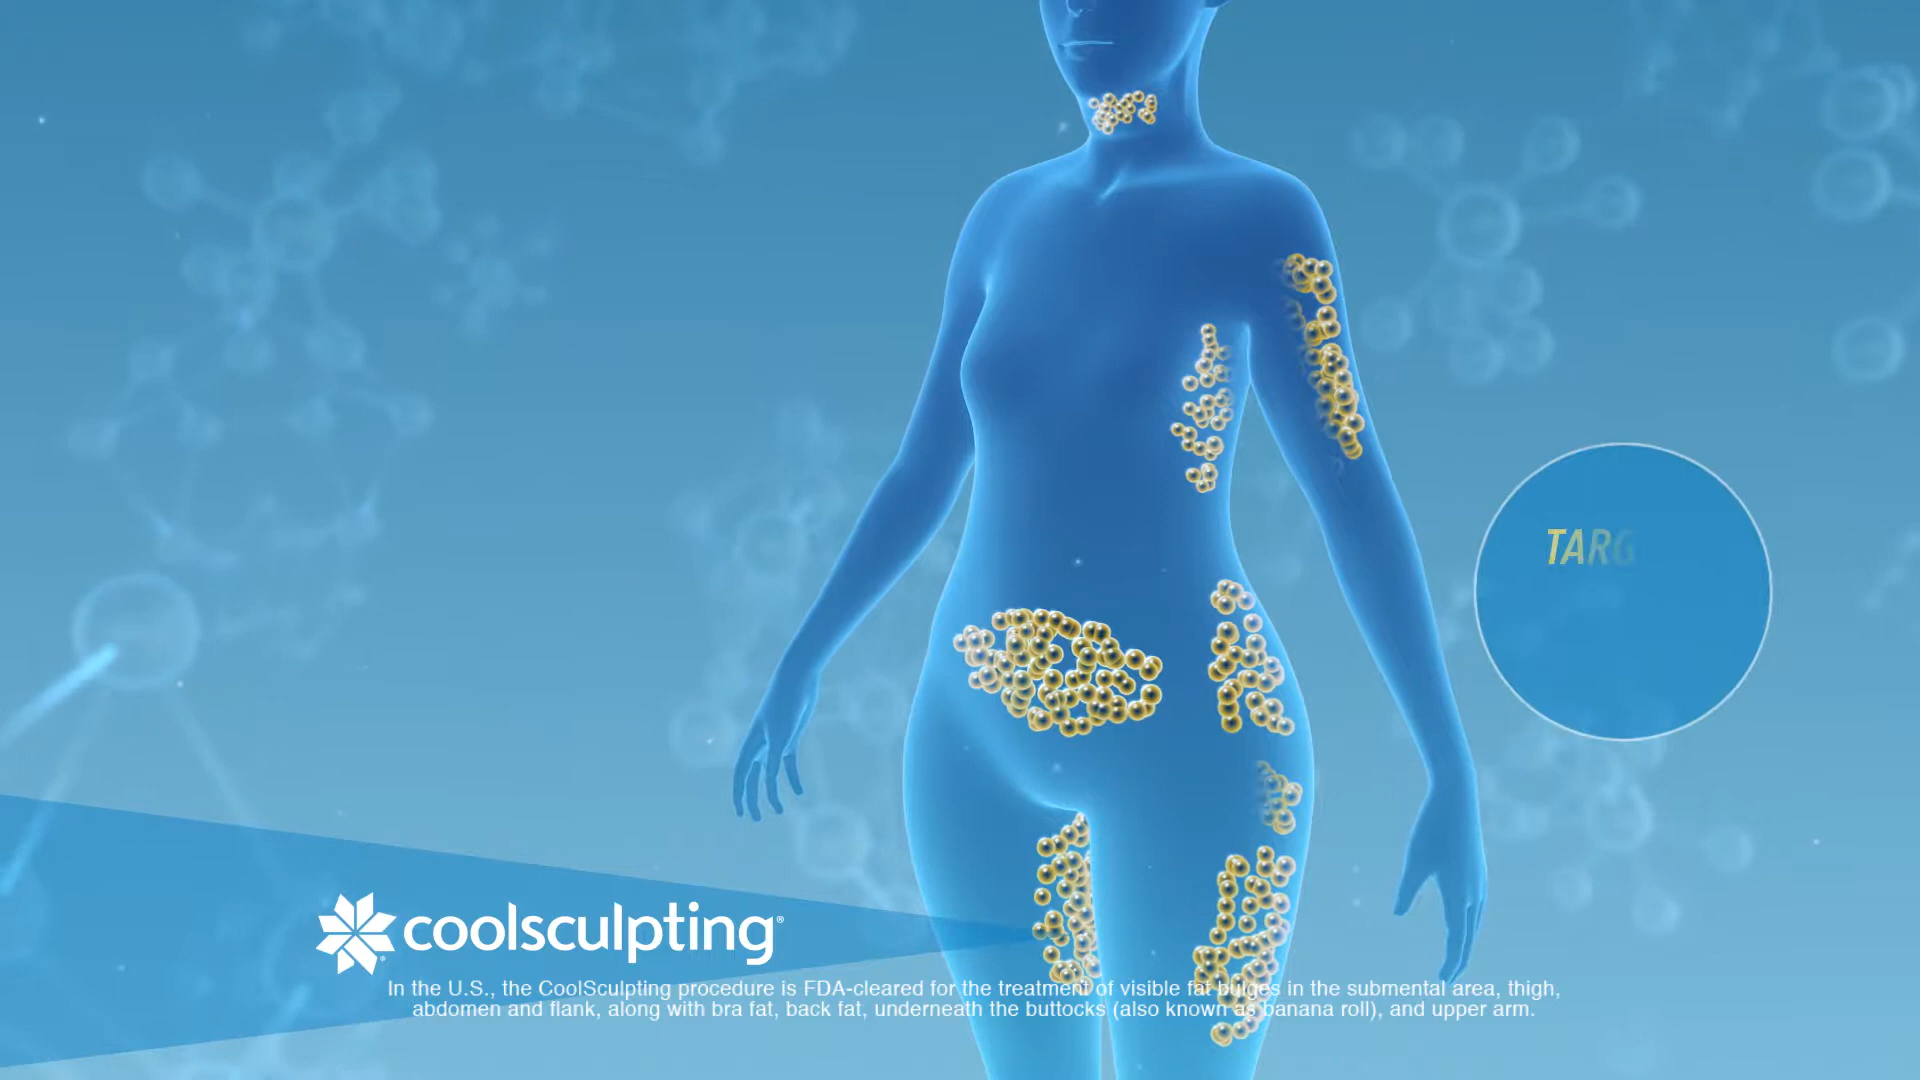 TARG
coolsculpting®
In the U.S., the CoolSculpting procedure is FDA-cleared for the treatment of visible fat bulges in the submental area, thigh,
abdomen and flank, along with bra fat, back fat, underneath the buttocks (also known as banana roll), and upper arm.